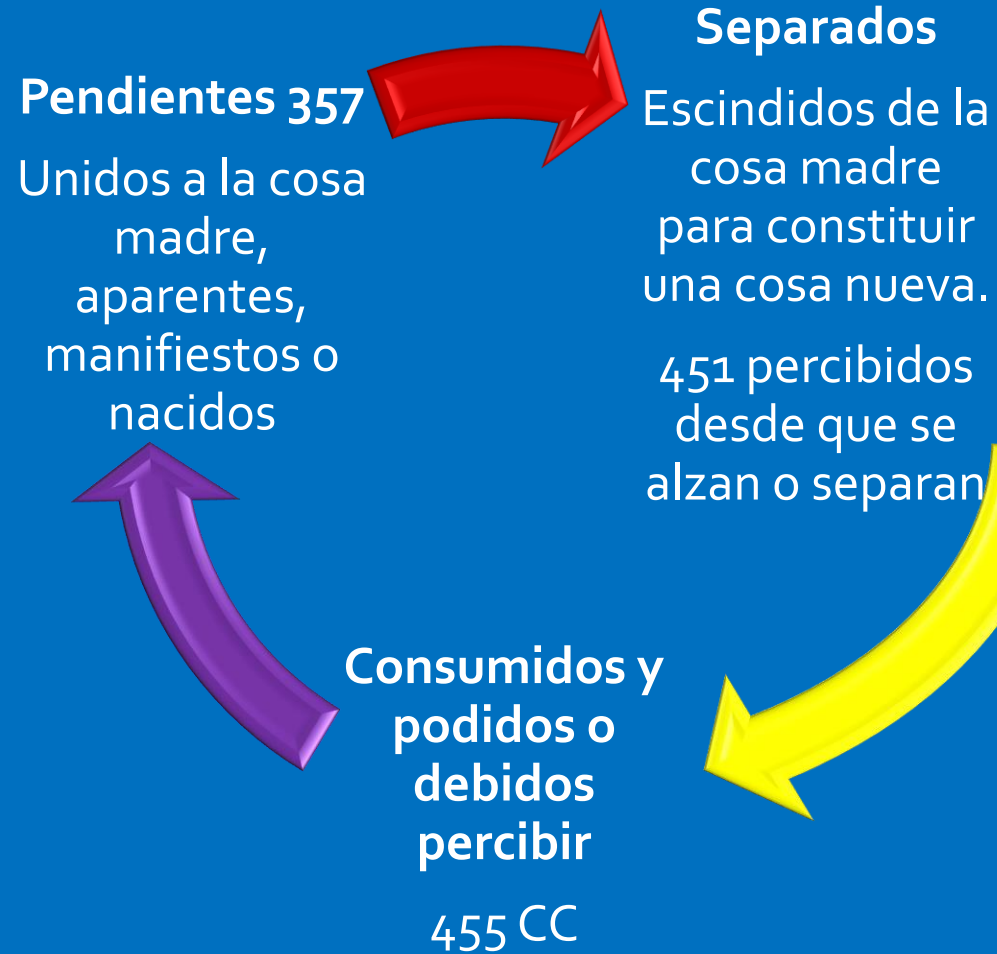 Pendientes 357
Unidos a la cosa
madre,
aparentes,
manifiestos o
nacidos
Separados
Escindidos de la
cosa madre
para constituir
una cosa nueva.
451 percibidos
desde que se
alzan o separan
Consumidos y
podidos o
debidos
percibir
455 CC